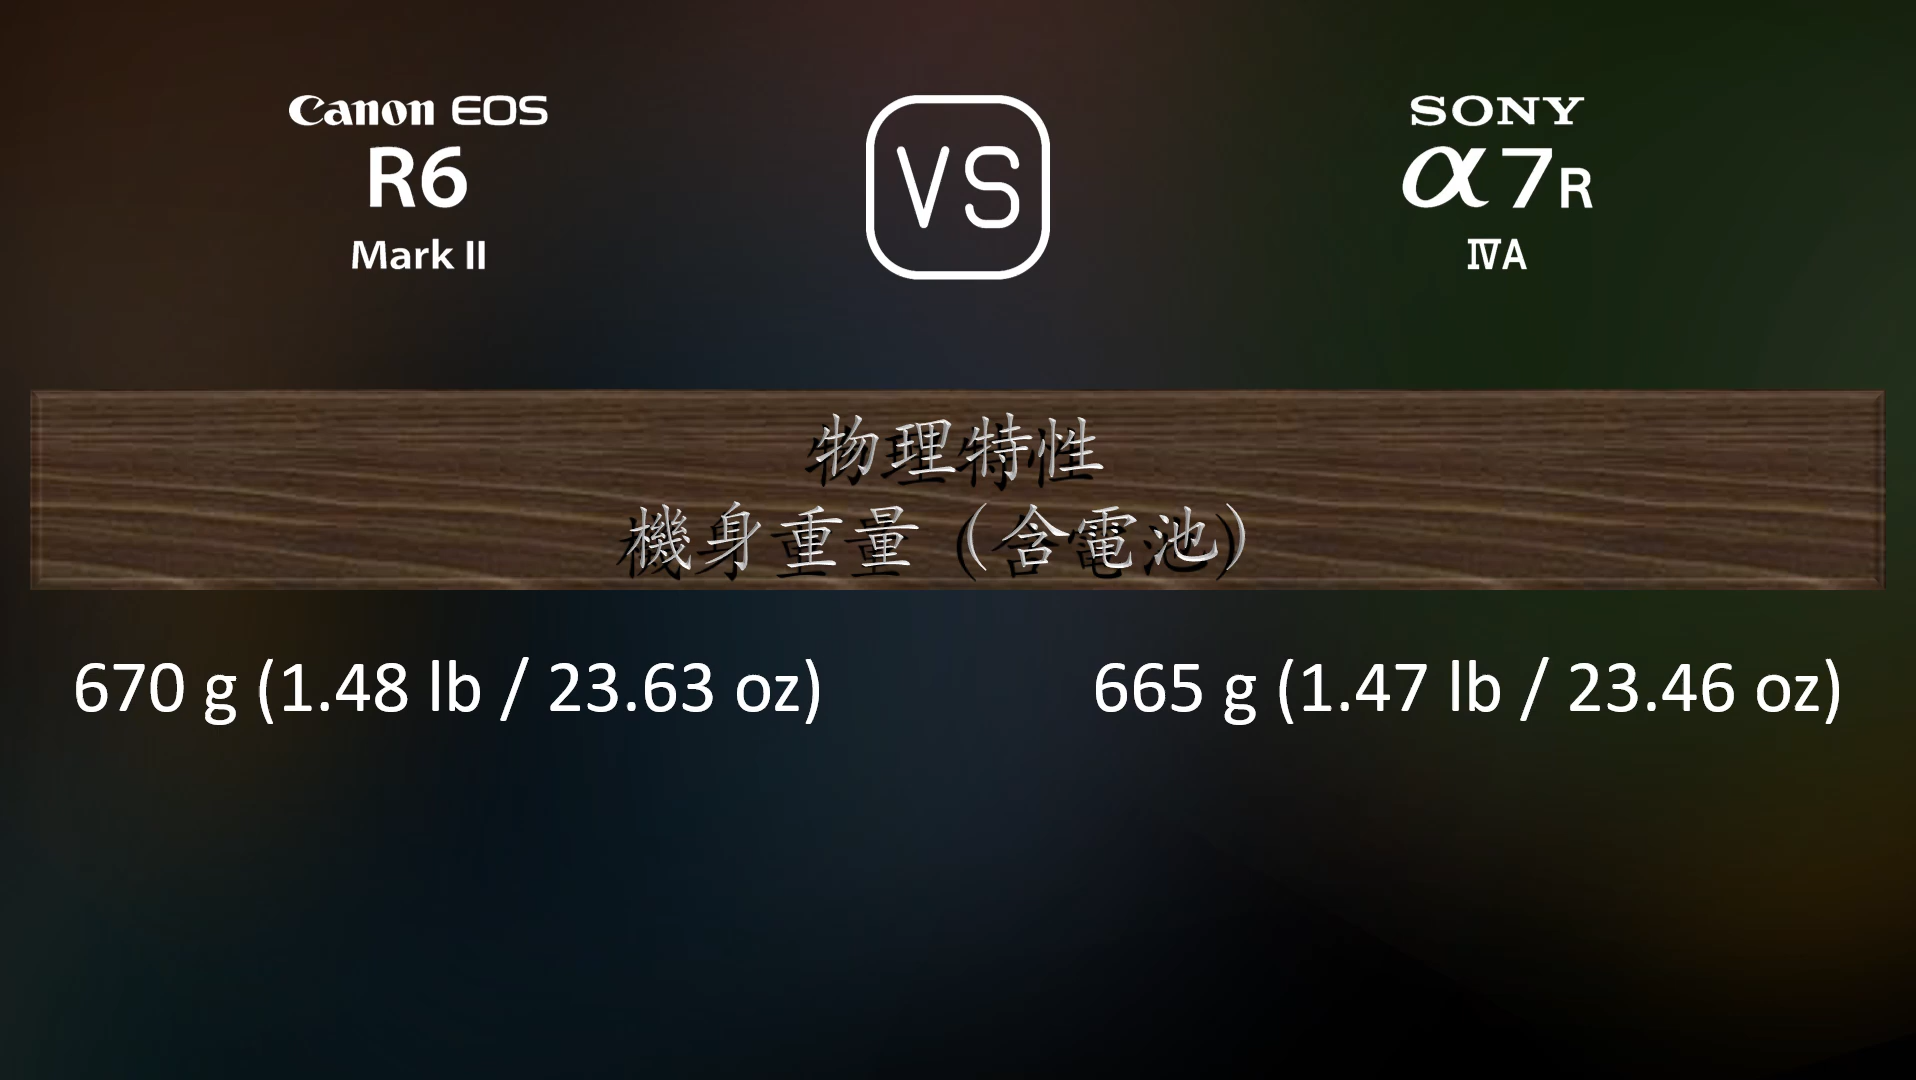 Canon EOS
R6
Mark II
VS
SONY
α7R
ⅣA
物理特性
機身重量（含電池）
670 g (1.48 lb / 23.63 oz)
665 g (1.47 lb / 23.46 oz)